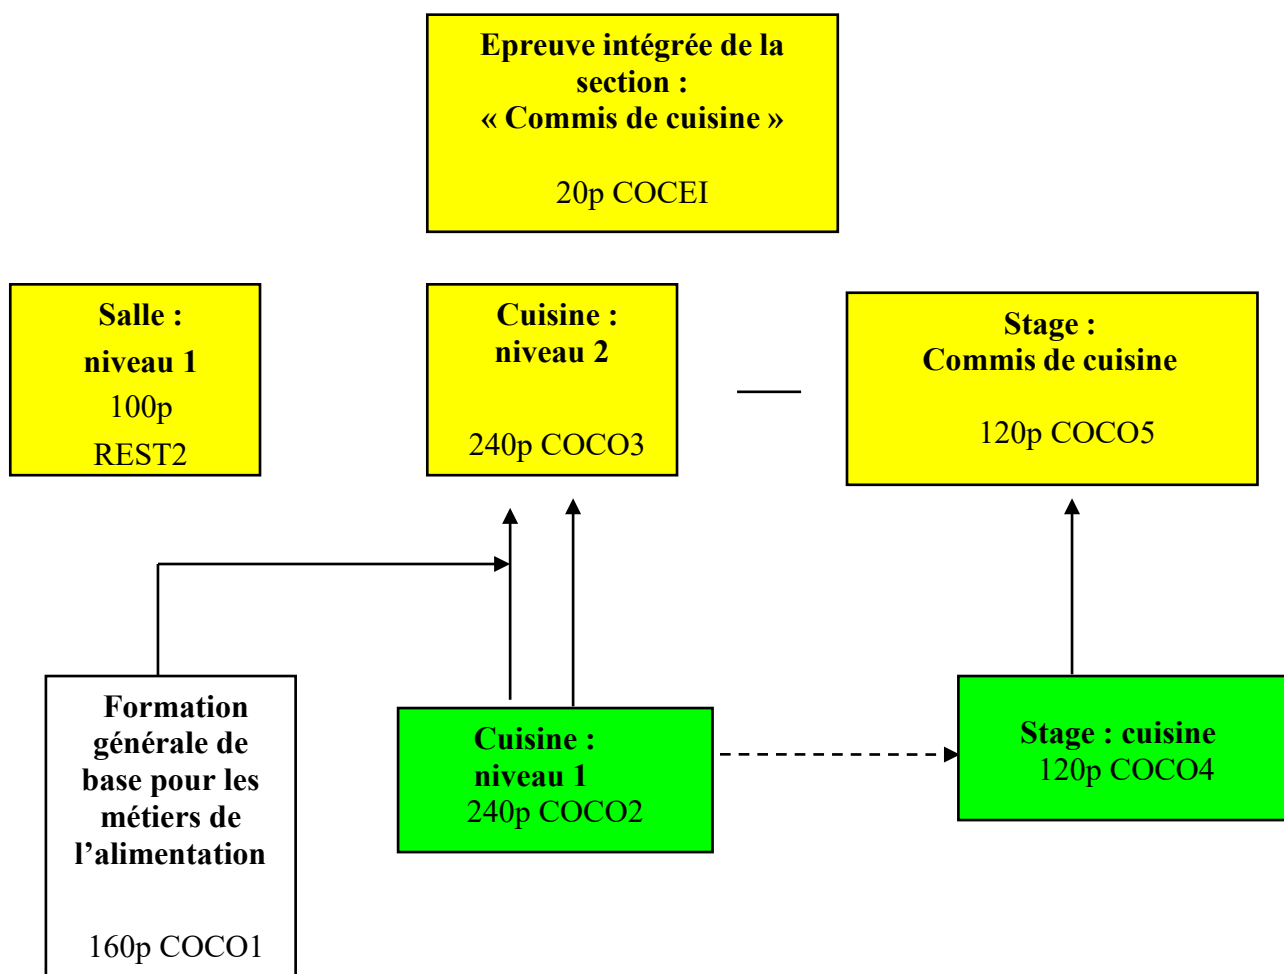 Epreuve intégrée de la
section :
« Commis de cuisine »
20p COCEI
Salle :
niveau 1
100p
REST2
Cuisine :
niveau 2
240p COCO3
Stage :
Commis de cuisine
120p COCO5
Formation
générale de
base pour les
métiers de
l’alimentation
160p COCO1
Cuisine :
niveau 1
240p COCO2
Stage : cuisine
120p COCO4